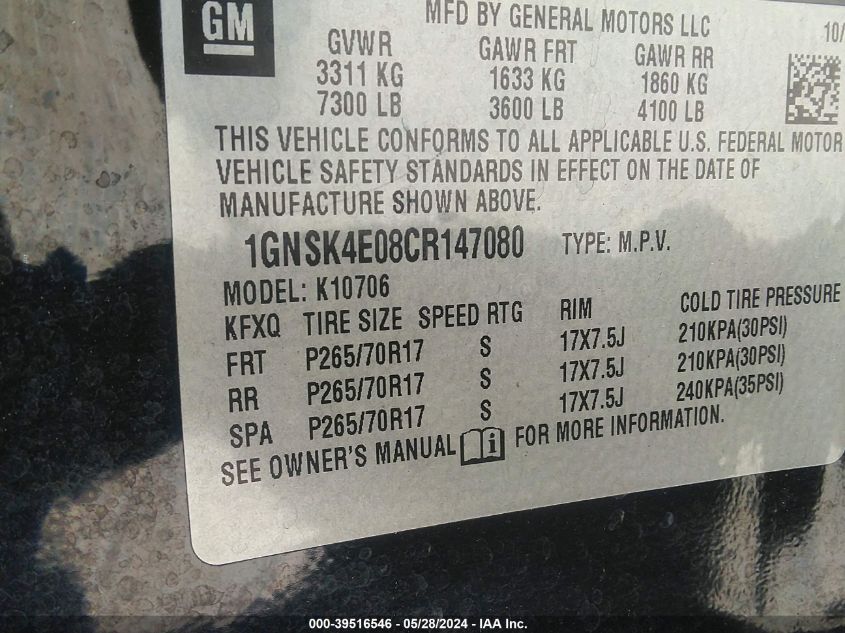 GM
MFD BY GENERAL MOTORS LLC 10/
GVWR GAWR FRT GAWR RR
3311 KG 1633 KG 1860 KG
7300 LB 3600 LB 4100 LB
THIS VEHICLE CONFORMS TO ALL APPLICABLE U.S. FEDERAL MOTOR
VEHICLE SAFETY STANDARDS IN EFFECT ON THE DATE OF
MANUFACTURE SHOWN ABOVE.
1GNSK4E08CR147080 TYPE: M.P.V.
MODEL: K10706
KFXQ TIRE SIZE SPEED RTG RIM COLD TIRE PRESSURE
FRT P265/70R17 S 17X7.5J 210KPA(30PSI)
RR P265/70R17 S 17X7.5J 210KPA(30PSI)
SPA P265/70R17 S 17X7.5J 240KPA(35PSI)
SEE OWNER'S MANUAL i FOR MORE INFORMATION.
000-39516546 — 05/28/2024 — IAA Inc.